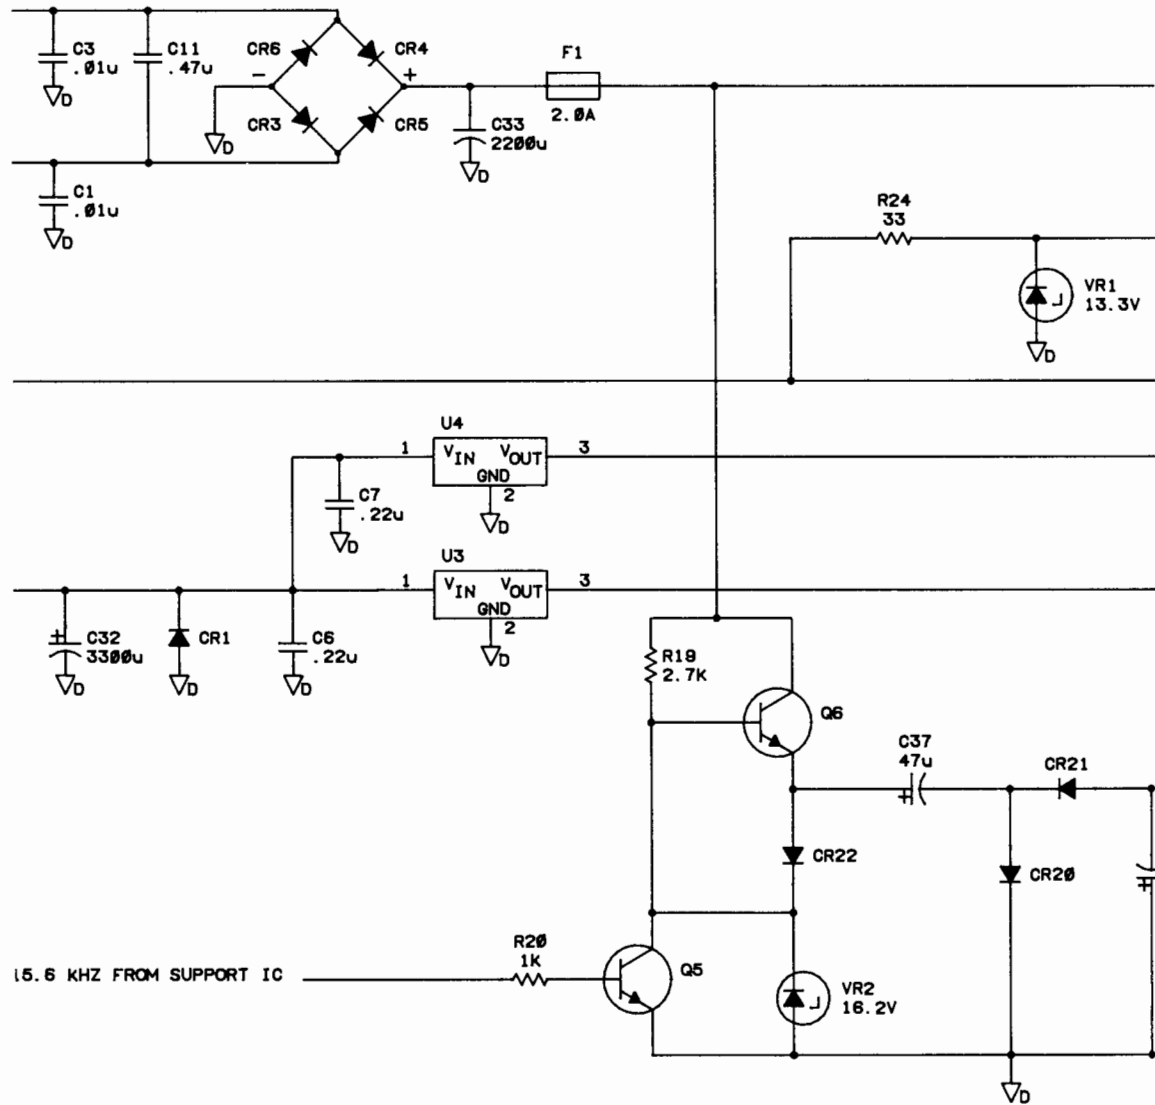 C3
.01u
D
C11
.47u
CR6
CR4
-
+
CR3
CR5
D
C33
2200u
D
F1
2.0A
C1
.01u
D
R24
33
VR1
13.3V
D
U4
1
VIN VOUT
GND
2
3
D
C7
.22u
D
U3
1
VIN VOUT
GND
2
3
D
+
C32
3300u
D
CR1
D
C6
.22u
D
R19
2.7K
Q6
C37
47u
+
CR21
CR22
CR20
+
15.6 KHZ FROM SUPPORT IC
R20
1K
Q5
VR2
16.2V
D